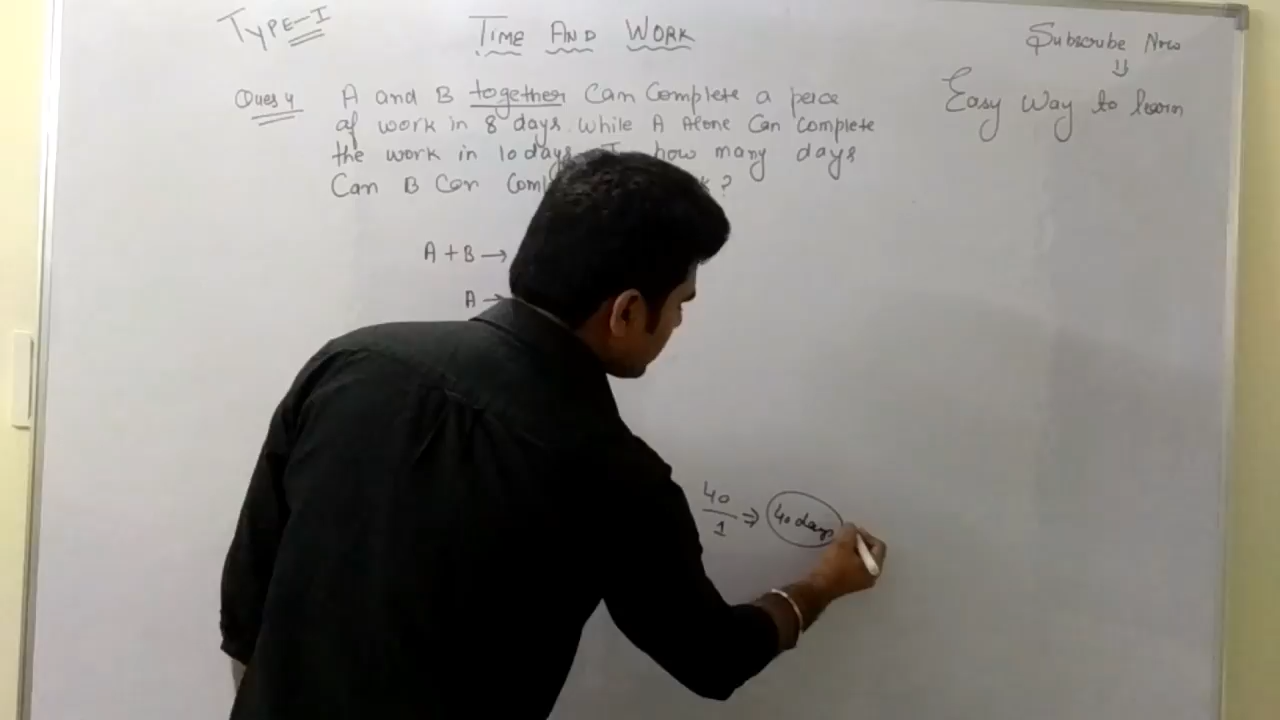 TYPE-I
TIME AND WORK
Subscribe Now
Easy Way to learn
Ques 4 A and B together Can Complete a peice
of work in 8 days. While A Alone Can Complete
the work in 10 days. how many days
Can B Can ?
A + B →
A →
40
1 ⇒ 40 days